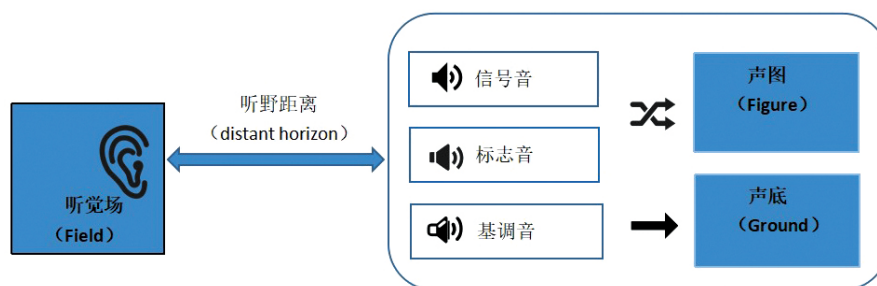 听觉场
（Field）
听野距离
（distant horizon）
信号音
标志音
基调音
声图
（Figure）
声底
（Ground）